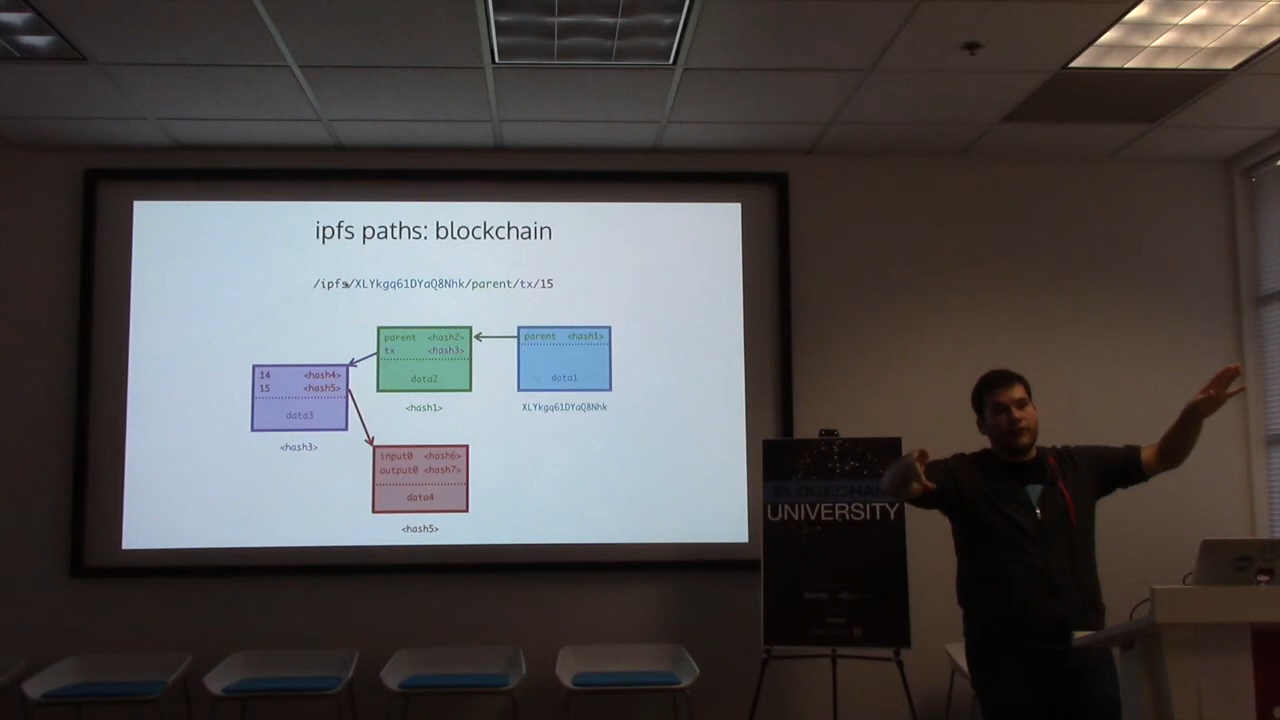 ipfs paths: blockchain
/ipfs/XLYkgq61DYaQ8Nhk/parent/tx/15
parent <hash2>
tx <hash3>
data2
<hash1>
parent <hash1>
data1
XLYkgq61DYaQ8Nhk
14 <hash4>
15 <hash5>
data3
<hash3>
input0 <hash6>
output0 <hash7>
data4
<hash5>
BLOCKCHAIN
UNIVERSITY